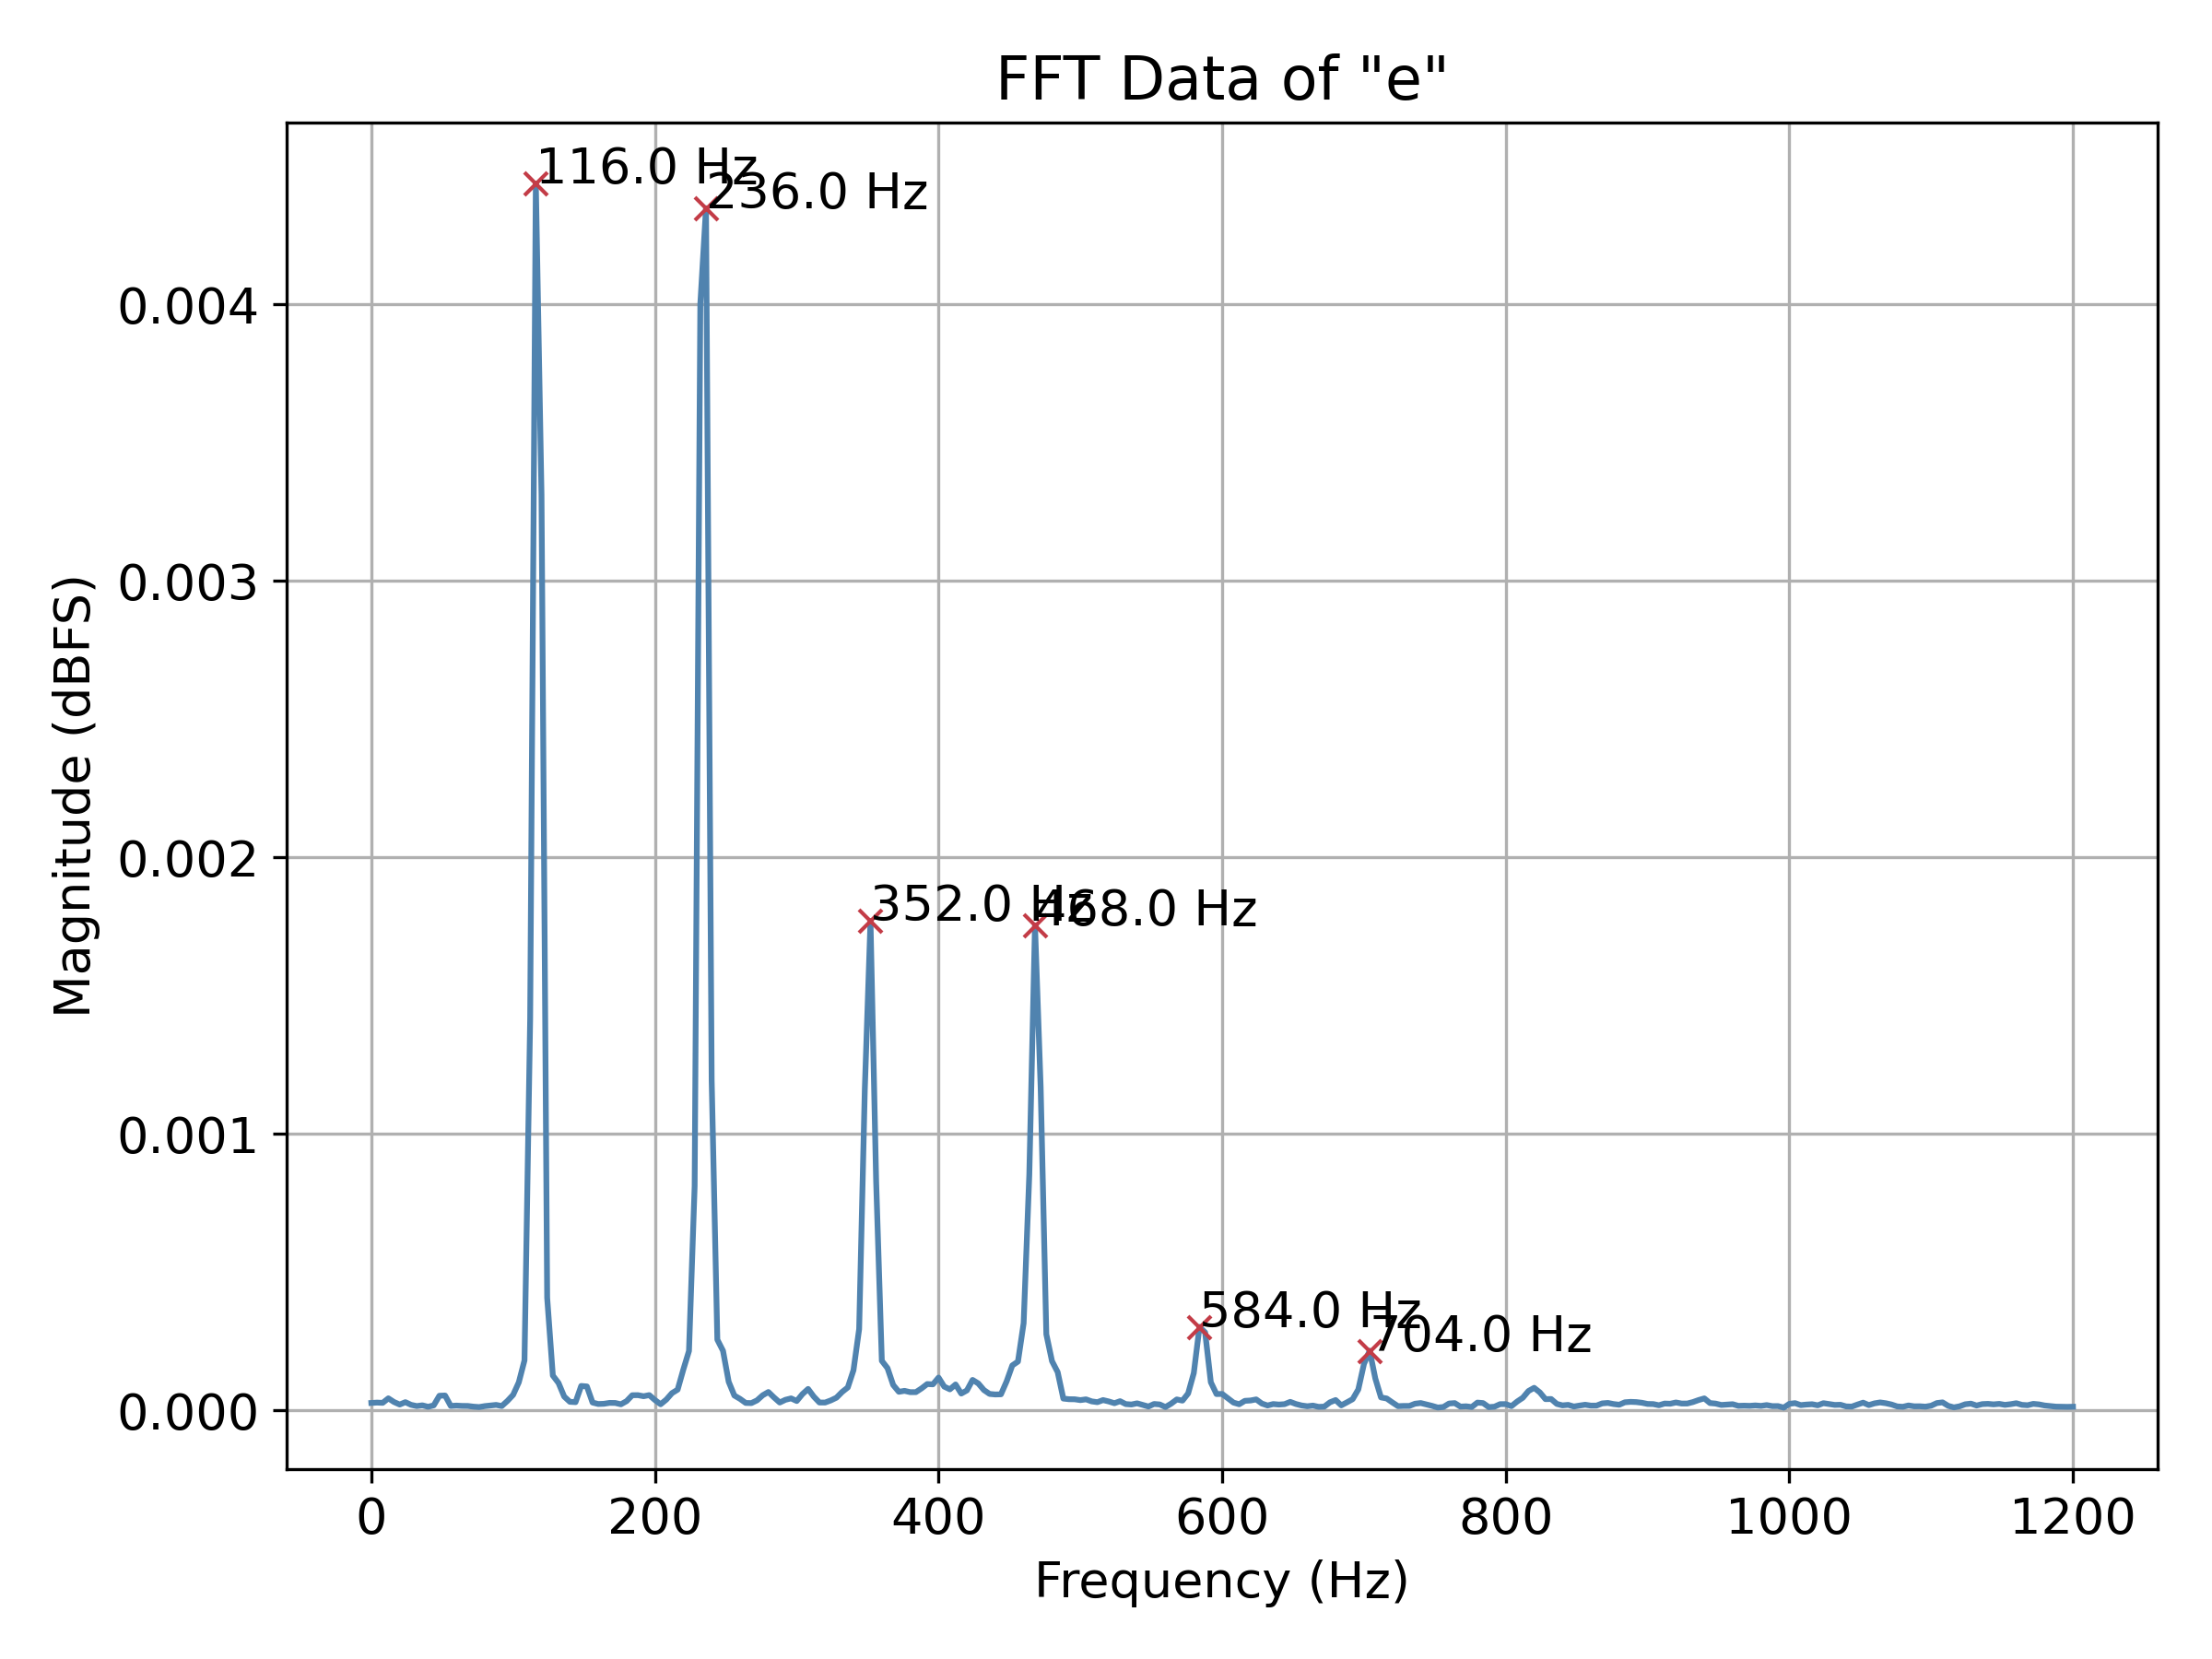 FFT Data of "e"
116.0 Hz
236.0 Hz
0.004
0.003
Magnitude (dBFS)
0.002
352.0 Hz
468.0 Hz
0.001
584.0 Hz
704.0 Hz
0.000
0 200 400 600 800 1000 1200
Frequency (Hz)